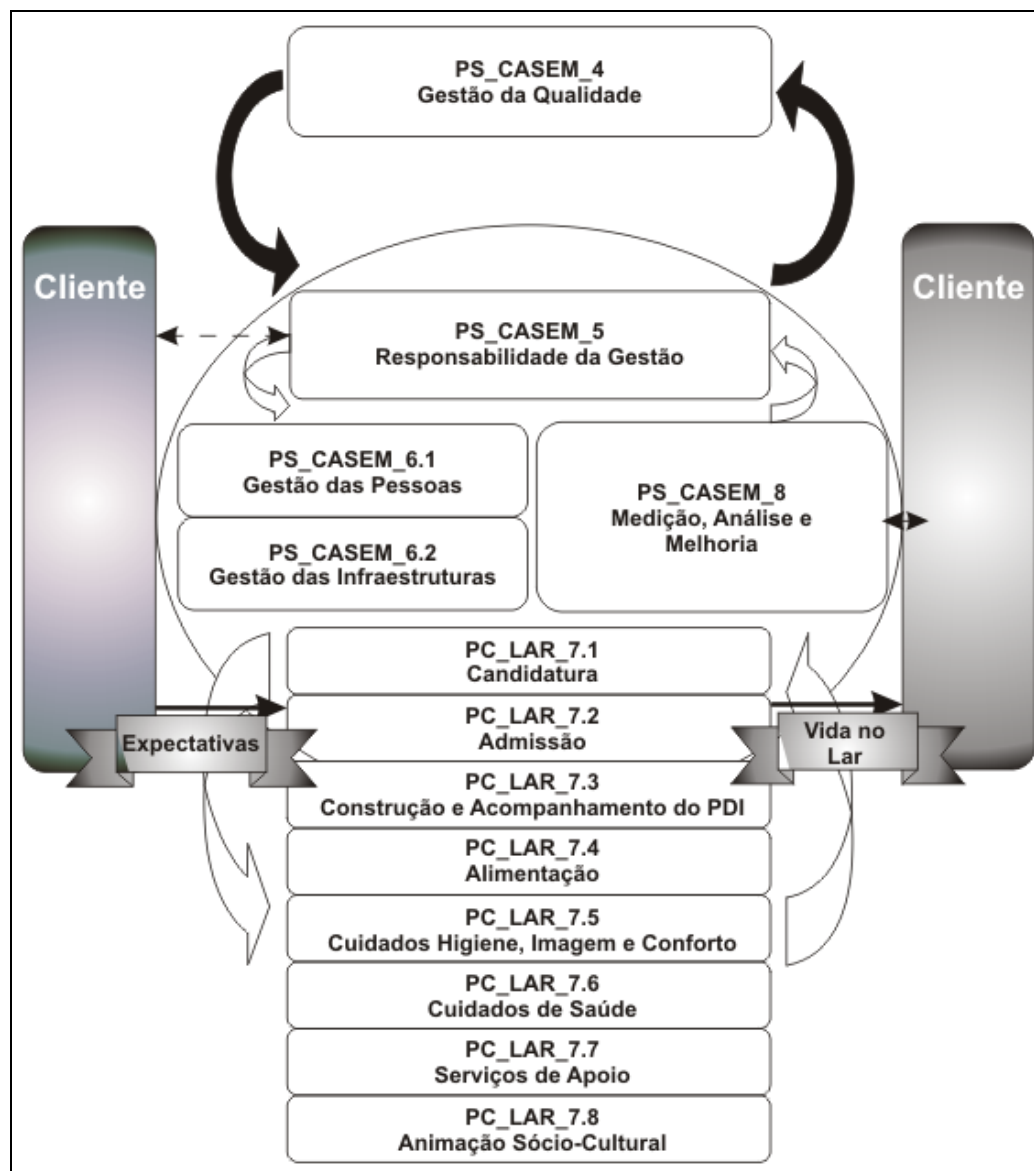 PS_CASEM_4
Gestão da Qualidade
Cliente
Cliente
PS_CASEM_5
Responsabilidade da Gestão
PS_CASEM_6.1
Gestão das Pessoas
PS_CASEM_8
Medição, Análise e
Melhoria
PS_CASEM_6.2
Gestão das Infraestruturas
PC_LAR_7.1
Candidatura
PC_LAR_7.2
Admissão
Expectativas
Vida no
Lar
PC_LAR_7.3
Construção e Acompanhamento do PDI
PC_LAR_7.4
Alimentação
PC_LAR_7.5
Cuidados Higiene, Imagem e Conforto
PC_LAR_7.6
Cuidados de Saúde
PC_LAR_7.7
Serviços de Apoio
PC_LAR_7.8
Animação Sócio-Cultural